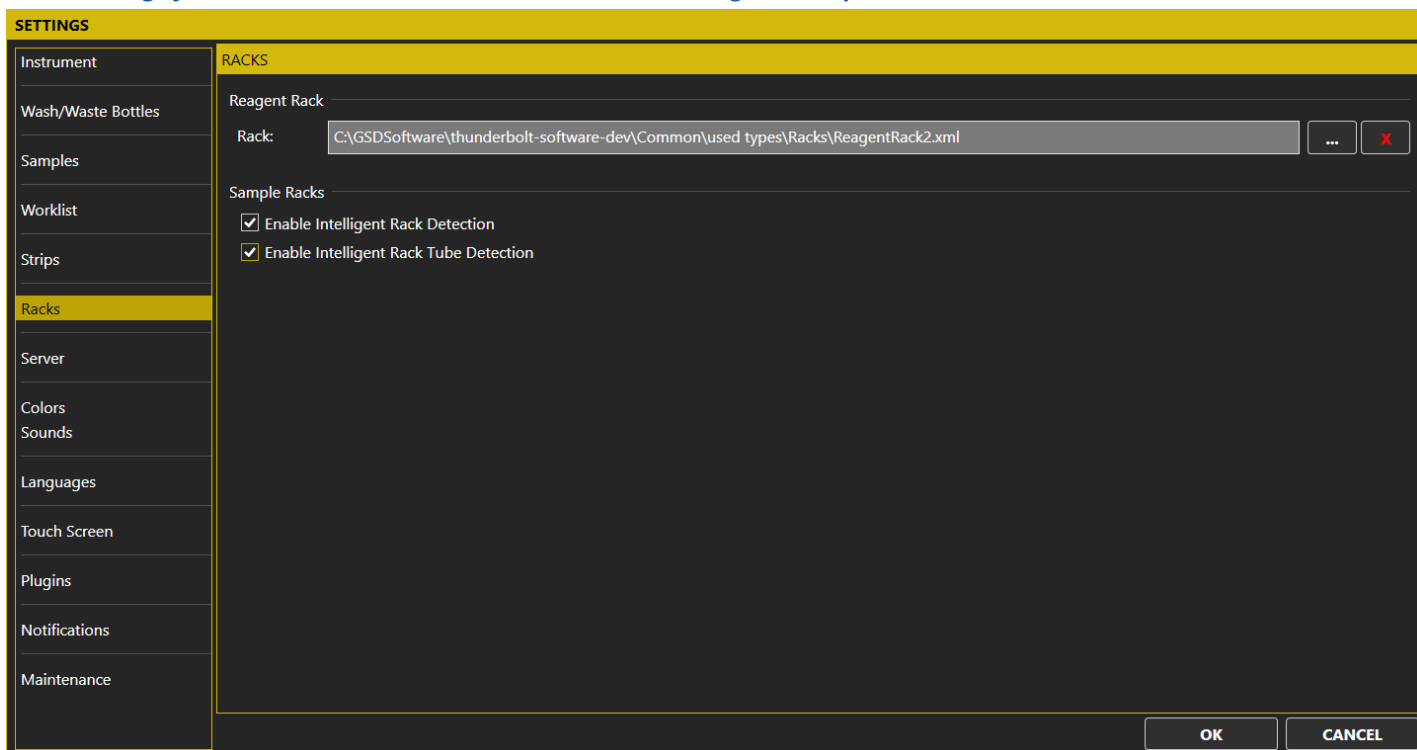 SETTINGS
Instrument
Wash/Waste Bottles
Samples
Worklist
Strips
Racks
Server
Colors
Sounds
Languages
Touch Screen
Plugins
Notifications
Maintenance
RACKS
Reagent Rack
Rack: C:\GSDSoftware\thunderbolt-software-dev\Common\used types\Racks\ReagentRack2.xml ... X
Sample Racks
Enable Intelligent Rack Detection
Enable Intelligent Rack Tube Detection
OK CANCEL